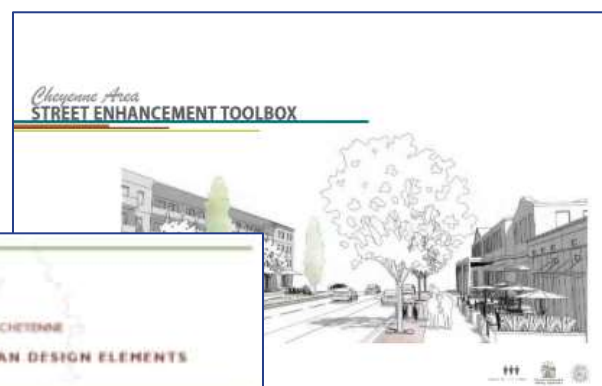 Cheyenne Area
STREET ENHANCEMENT TOOLBOX
CHEYENNE
AN DESIGN ELEMENTS